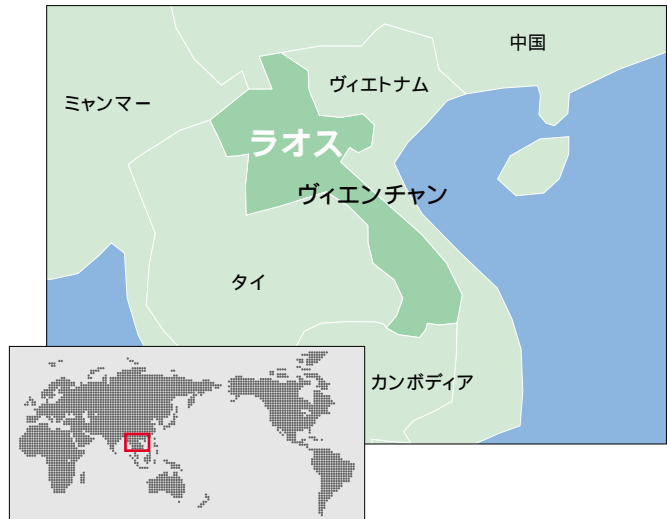 中国
ヴィエトナム
ミャンマー
ラオス
ヴィエンチャン
タイ
カンボディア